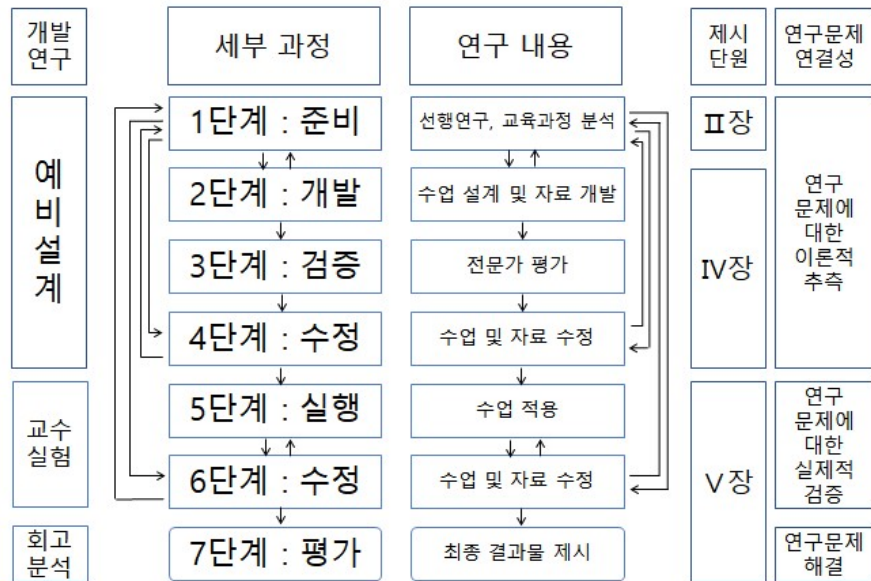 개발
연구
세부 과정
연구 내용
제시
단원
연구문제
연결성
예
비
설
계
1단계 : 준비
선행연구, 교육과정 분석
Ⅱ장
연구
문제에
대한
이론적
추측
2단계 : 개발
수업 설계 및 자료 개발
Ⅳ장
3단계 : 검증
전문가 평가
4단계 : 수정
수업 및 자료 수정
교수
실험
5단계 : 실행
수업 적용
Ⅴ장
연구
문제에
대한
실제적
검증
6단계 : 수정
수업 및 자료 수정
회고
분석
7단계 : 평가
최종 결과물 제시
연구문제
해결